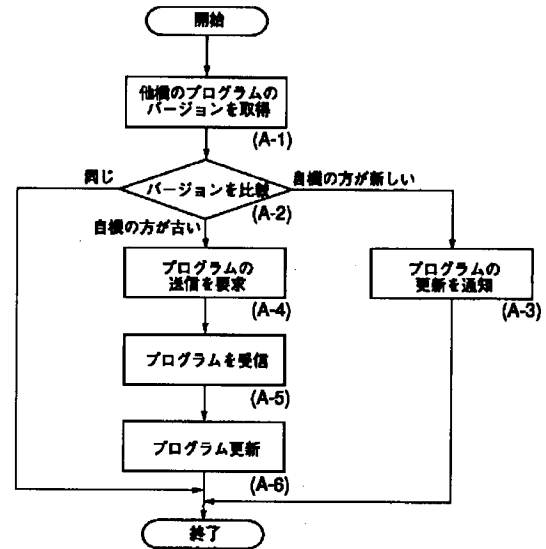 開始
他機のプログラムの
バージョンを取得
(A-1)
同じ
バージョンを比較
自機の方が新しい
(A-2)
自機の方が古い
プログラムの
送信を要求
(A-4)
プログラムの
更新を通知
(A-3)
プログラムを受信
(A-5)
プログラム更新
(A-6)
終了